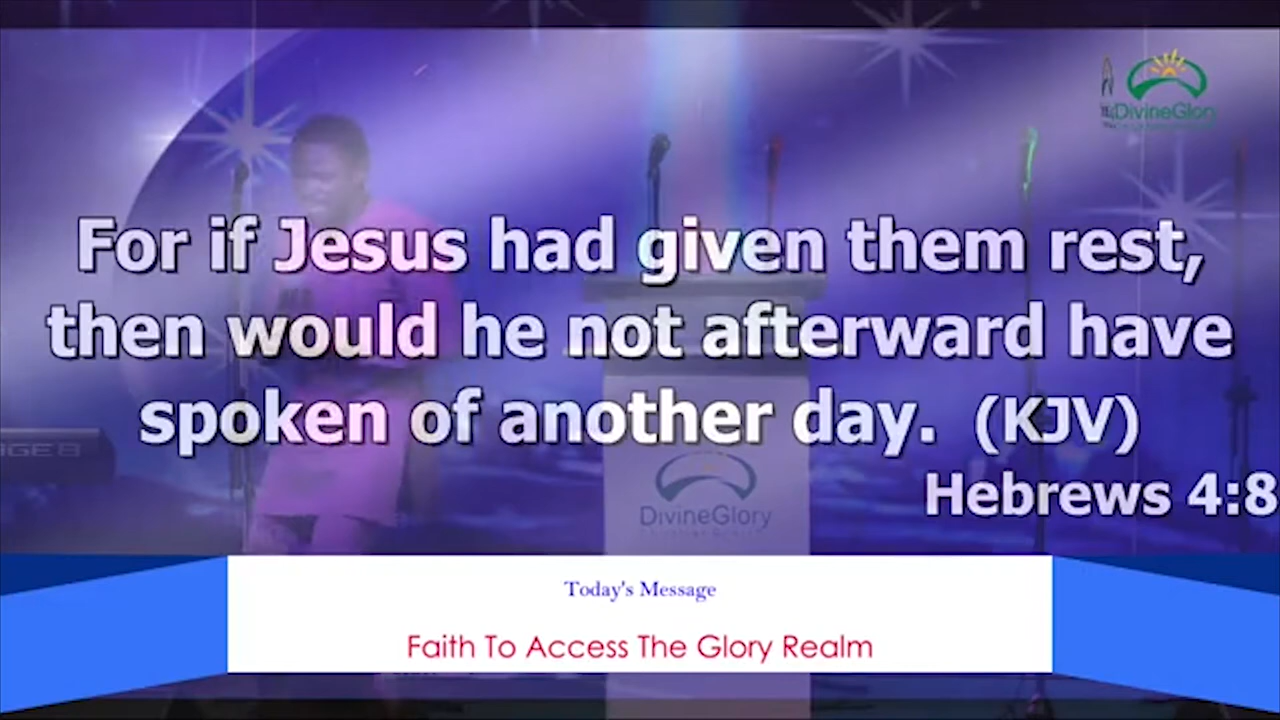 DivineGlory
For if Jesus had given them rest,
then would he not afterward have
spoken of another day. (KJV)
Hebrews 4:8
DivineGlory
Today's Message
Faith To Access The Glory Realm